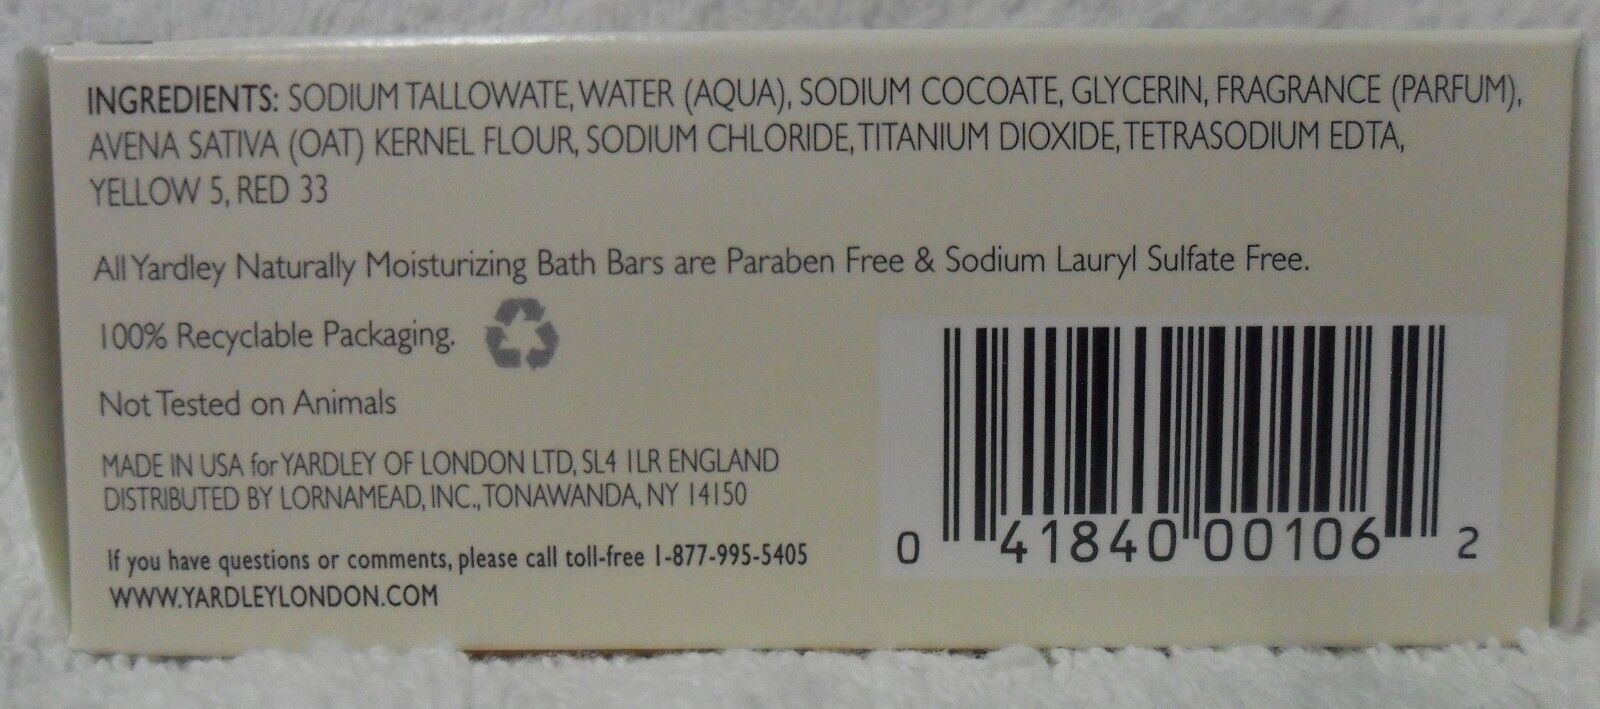 INGREDIENTS: SODIUM TALLOWATE, WATER (AQUA), SODIUM COCOATE, GLYCERIN, FRAGRANCE (PARFUM),
AVENA SATIVA (OAT) KERNEL FLOUR, SODIUM CHLORIDE, TITANIUM DIOXIDE, TETRASODIUM EDTA,
YELLOW 5, RED 33
All Yardley Naturally Moisturizing Bath Bars are Paraben Free & Sodium Lauryl Sulfate Free.
100% Recyclable Packaging.
Not Tested on Animals
MADE IN USA for YARDLEY OF LONDON LTD, SL4 1LR ENGLAND
DISTRIBUTED BY LORNAMEAD, INC., TONAWANDA, NY 14150
If you have questions or comments, please call toll-free 1-877-995-5405
WWW.YARDLEYLONDON.COM
0 41840 00106 2